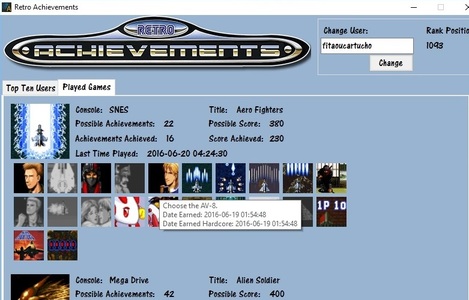 Retro Achievements
RETRO
ACHIEVEMENTS
Change User:
Rank Positio
fitaoucartucho
1093
Change
Top Ten Users
Played Games
Console: SNES
Title: Aero Fighters
Possible Achievements: 22
Possible Score: 380
Achievements Achieved: 16
Score Achieved: 230
Last Time Played: 2016-06-20 04:24:30
Choose the AV-8.
Date Earned: 2016-06-19 01:54:48
Date Earned Hardcore: 2016-06-19 01:54:48
1P 10
Console: Mega Drive
Title: Alien Soldier
Possible Achievements: 42
Possible Score: 400